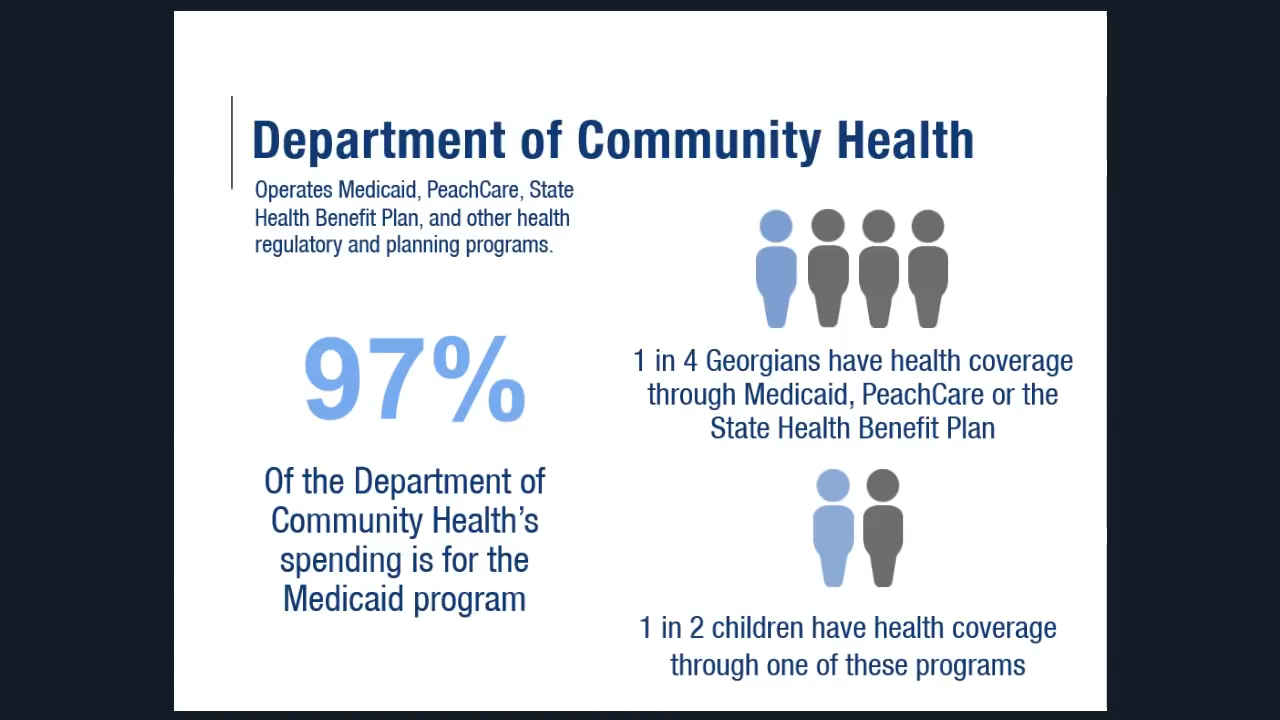 Department of Community Health
Operates Medicaid, PeachCare, State
Health Benefit Plan, and other health
regulatory and planning programs.
97%
Of the Department of
Community Health’s
spending is for the
Medicaid program
1 in 4 Georgians have health coverage
through Medicaid, PeachCare or the
State Health Benefit Plan
1 in 2 children have health coverage
through one of these programs